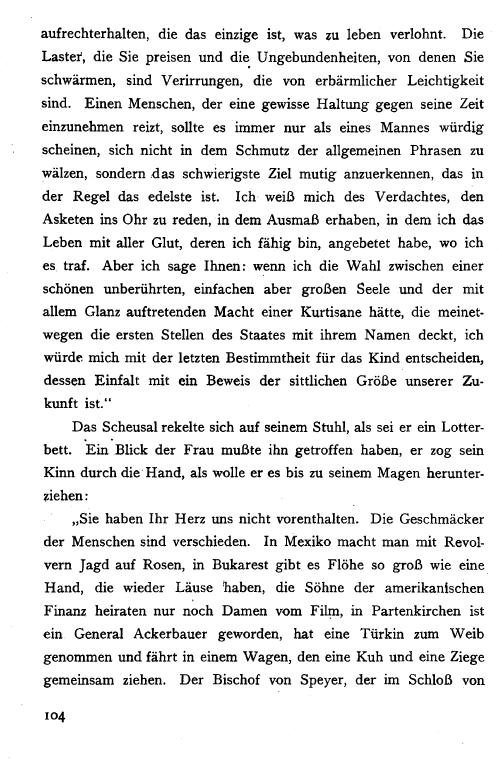 aufrechterhalten, die das einzige ist, was zu leben verlohnt. Die
Laster, die Sie preisen und die Ungebundenheiten, von denen Sie
schwärmen, sind Verirrungen, die von erbärmlicher Leichtigkeit
sind. Einen Menschen, der eine gewisse Haltung gegen seine Zeit
einzunehmen reizt, sollte es immer nur als eines Mannes würdig
scheinen, sich nicht in dem Schmutz der allgemeinen Phrasen zu
wälzen, sondern das schwierigste Ziel mutig anzuerkennen, das in
der Regel das edelste ist. Ich weiß mich des Verdachtes, den
Asketen ins Ohr zu reden, in dem Ausmaß erhaben, in dem ich das
Leben mit aller Glut, deren ich fähig bin, angebetet habe, wo ich
es traf. Aber ich sage Ihnen: wenn ich die Wahl zwischen einer
schönen unberührten, einfachen aber großen Seele und der mit
allem Glanz auftretenden Macht einer Kurtisane hätte, die meinet-
wegen die ersten Stellen des Staates mit ihrem Namen deckt, ich
würde mich mit der letzten Bestimmtheit für das Kind entscheiden,
dessen Einfalt mit ein Beweis der sittlichen Größe unserer Zu-
kunft ist."
Das Scheusal rekelte sich auf seinem Stuhl, als sei er ein Lotter-
bett. Ein Blick der Frau mußte ihn getroffen haben, er zog sein
Kinn durch die Hand, als wolle er es bis zu seinem Magen herunter-
ziehen:
„Sie haben Ihr Herz uns nicht vorenthalten. Die Geschmäcker
der Menschen sind verschieden. In Mexiko macht man mit Revol-
vern Jagd auf Rosen, in Bukarest gibt es Flöhe so groß wie eine
Hand, die wieder Läuse haben, die Söhne der amerikanischen
Finanz heiraten nur noch Damen vom Film, in Partenkirchen ist
ein General Ackerbauer geworden, hat eine Türkin zum Weib
genommen und fährt in einem Wagen, den eine Kuh und eine Ziege
gemeinsam ziehen. Der Bischof von Speyer, der im Schloß von
104